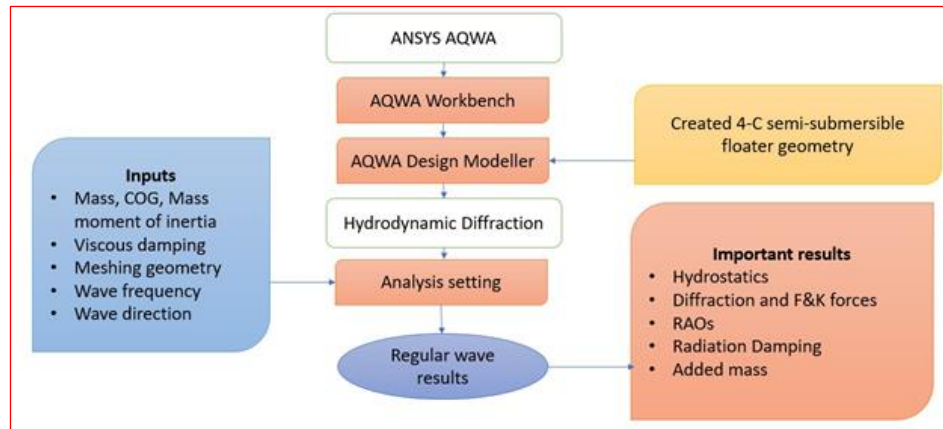 ANSYS AQWA
AQWA Workbench
Created 4-C semi-submersible
floater geometry
AQWA Design Modeller
Inputs
• Mass, COG, Mass
moment of inertia
• Viscous damping
• Meshing geometry
• Wave frequency
• Wave direction
Hydrodynamic Diffraction
Analysis setting
Regular wave
results
Important results
• Hydrostatics
• Diffraction and F&K forces
• RAOs
• Radiation Damping
• Added mass